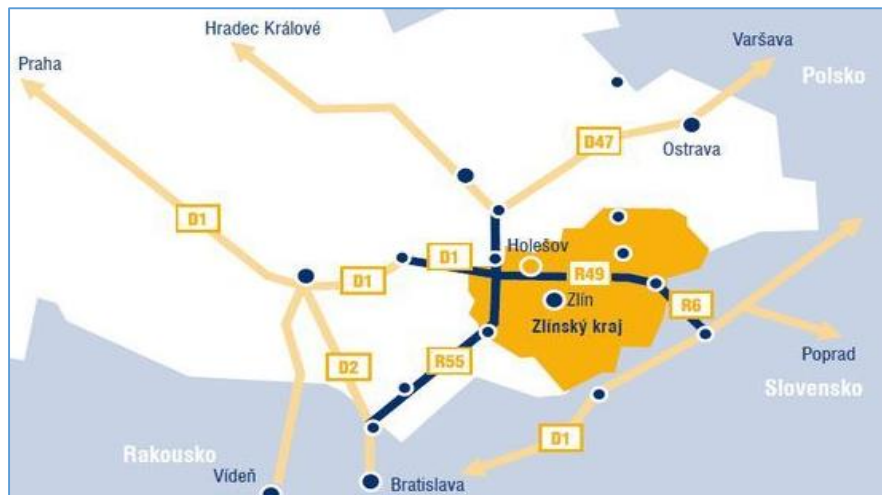 Hradec Králové
Praha
Varšava
Polsko
D47
Ostrava
D1
Holešov
D1
D1
R49
Zlín
R6
Zlínský kraj
D2
R55
Poprad
Slovensko
D1
Rakousko
Vídeň
Bratislava